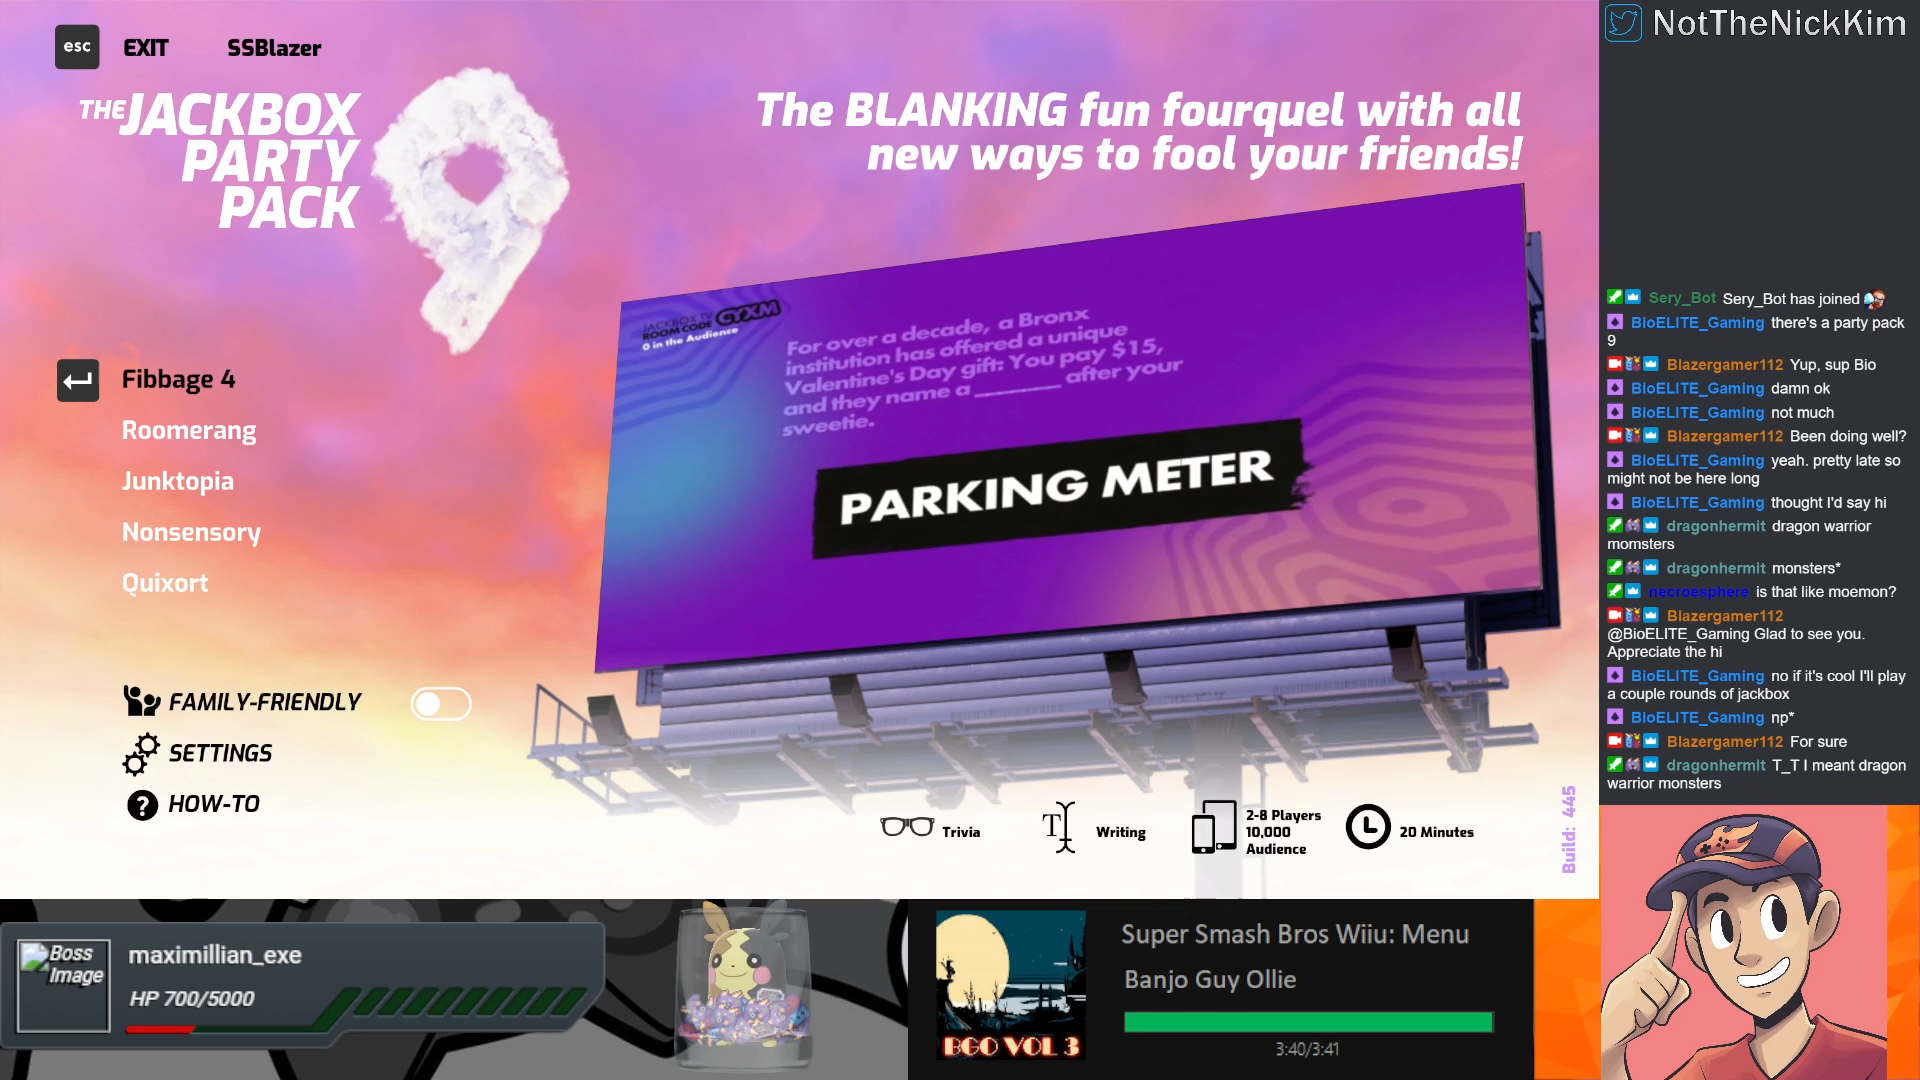 esc EXIT SSBlazer
THE JACKBOX
PARTY
PACK
9
The BLANKING fun fourquel with all
new ways to fool your friends!
JACKBOX.TV
ROOM CODE CYXM
0 in the Audience
For over a decade, a Bronx
institution has offered a unique
Valentine's Day gift: You pay $15,
and they name a ________ after your
sweetie.
PARKING METER
Fibbage 4
Roomerang
Junktopia
Nonsensory
Quixort
FAMILY-FRIENDLY
SETTINGS
? HOW-TO
Trivia
Writing
2-8 Players
10,000
Audience
20 Minutes
Build: 445
NotTheNickKim
Sery_Bot Sery_Bot has joined
BioELITE_Gaming there's a party pack
9
Blazergamer112 Yup, sup Bio
BioELITE_Gaming damn ok
BioELITE_Gaming not much
Blazergamer112 Been doing well?
BioELITE_Gaming yeah. pretty late so
might not be here long
BioELITE_Gaming thought I'd say hi
dragonhermit dragon warrior
momsters
dragonhermit monsters*
necroesphere is that like moemon?
Blazergamer112
@BioELITE_Gaming Glad to see you.
Appreciate the hi
BioELITE_Gaming no if it's cool I'll play
a couple rounds of jackbox
BioELITE_Gaming np*
Blazergamer112 For sure
dragonhermit T_T I meant dragon
warrior monsters
Boss
Image
maximillian_exe
HP 700/5000
BGO VOL 3
Super Smash Bros Wiiu: Menu
Banjo Guy Ollie
3:40/3:41